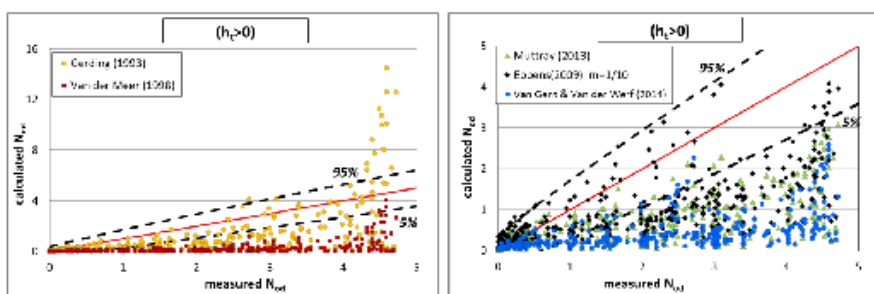 (ht>0)
16
12
8
4
0
calculated Nod
Gerding (1993)
Van der Meer (1998)
95%
5%
0 1 2 3 4 5
measured Nod
(ht>0)
5
4
3
2
1
0
calculated Nod
Muttray (2013)
Eppens(2009) m=1/10
Van Gent & Van der Werf (2014)
95%
5%
0 1 2 3 4 5
measured Nod